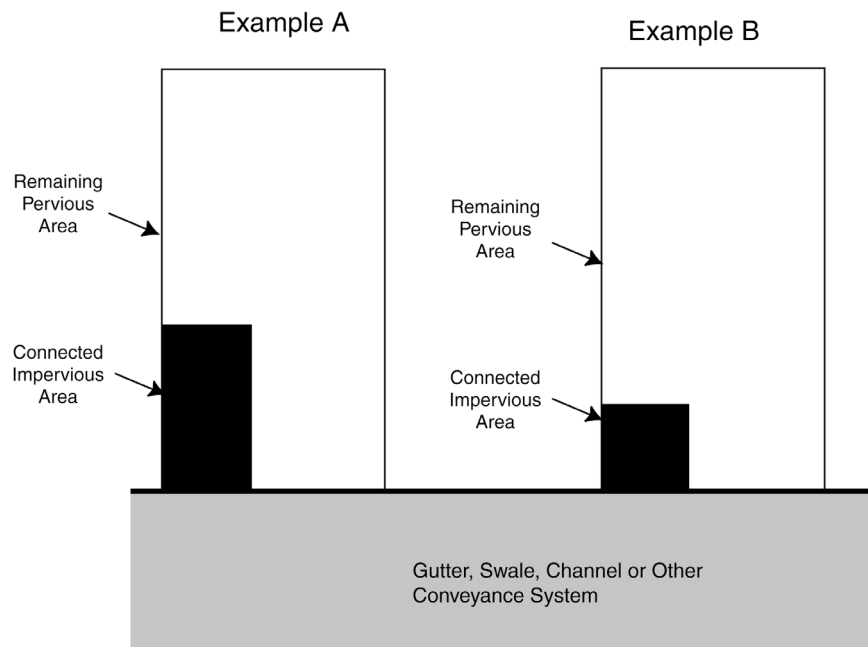 Example A
Example B
Remaining
Pervious
Area
Remaining
Pervious
Area
Connected
Impervious
Area
Connected
Impervious
Area
Gutter, Swale, Channel or Other
Conveyance System